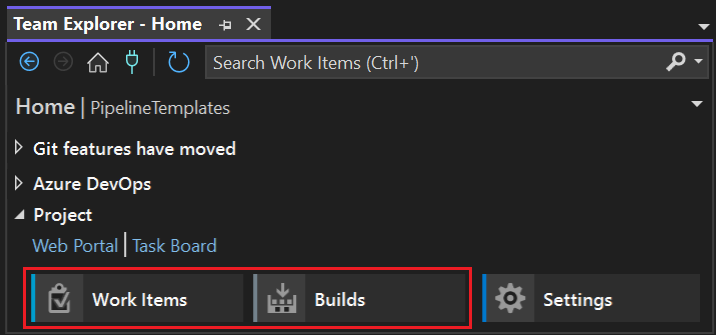 Team Explorer - Home
Search Work Items (Ctrl+')
Home | PipelineTemplates
Git features have moved
Azure DevOps
Project
Web Portal | Task Board
Work Items Builds Settings